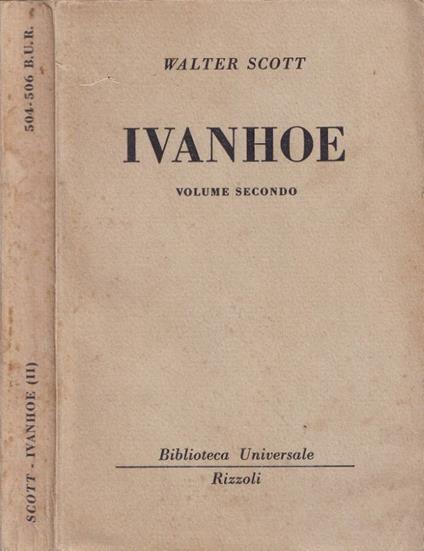 504-506 B.U.R.
SCOTT - IVANHOE (II)
WALTER SCOTT
IVANHOE
VOLUME SECONDO
Biblioteca Universale
Rizzoli